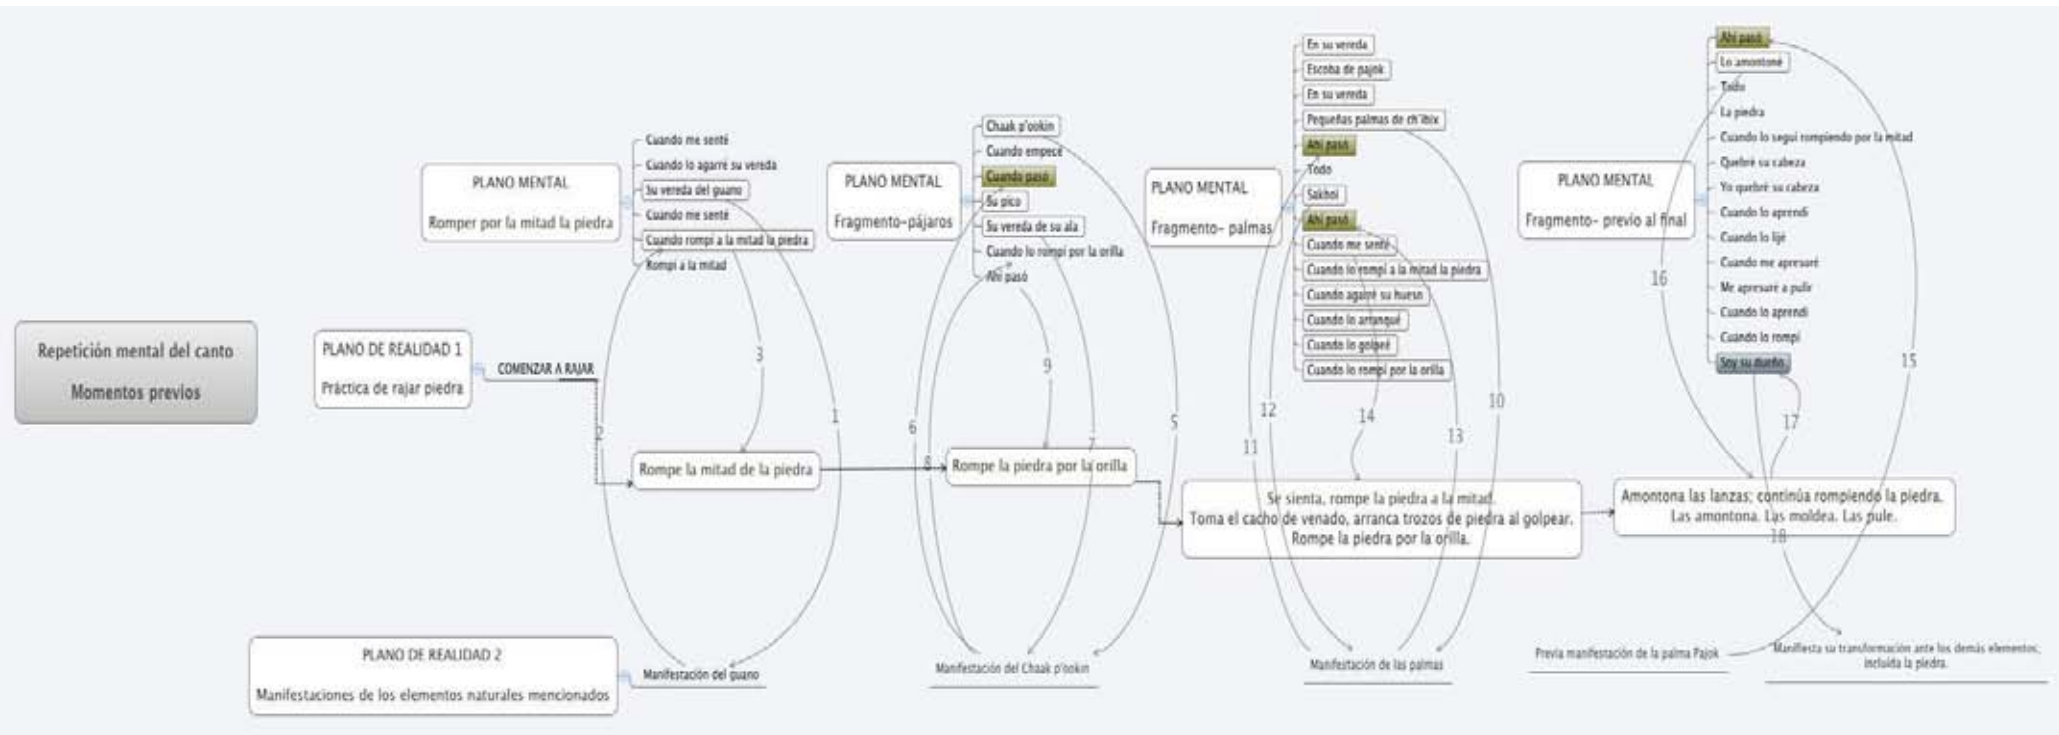 Repetición mental del canto
Momentos previos
PLANO DE REALIDAD 1
Práctica de rajar piedra
COMENZAR A RAJAR
PLANO DE REALIDAD 2
Manifestaciones de los elementos naturales mencionados
PLANO MENTAL
Romper por la mitad la piedra
Cuando me senté
Cuando lo agarré su vereda
Su vereda del guano
Cuando me senté
Cuando rompí a la mitad la piedra
Rompí a la mitad
3
1
2
Rompe la mitad de la piedra
Manifestación del guano
PLANO MENTAL
Fragmento-pájaros
Chaak p'ookin
Cuando empecé
Cuando pasó
Su pico
Su vereda de su ala
Cuando lo rompí por la orilla
Ahí pasó
9
6
7
5
8
Rompe la piedra por la orilla
Manifestación del Chaak p'ookin
PLANO MENTAL
Fragmento- palmas
En su vereda
Escoba de pajok
En su vereda
Pequeñas palmas de ch'ibix
Ahí pasó
Todo
Sakhoi
Ahí pasó
Cuando me senté
Cuando lo rompí a la mitad la piedra
Cuando agarré su hueso
Cuando lo arranqué
Cuando lo golpeé
Cuando lo rompí por la orilla
12
14
10
11
13
Se sienta, rompe la piedra a la mitad.
Toma el cacho de venado, arranca trozos de piedra al golpear.
Rompe la piedra por la orilla.
Manifestación de las palmas
PLANO MENTAL
Fragmento- previo al final
Ahí pasó
Lo amontoné
Todo
La piedra
Cuando lo seguí rompiendo por la mitad
Quebré su cabeza
Yo quebré su cabeza
Cuando lo aprendí
Cuando lo lijé
Cuando me apresuré
Me apresuré a pulir
Cuando lo aprendí
Cuando lo rompí
Soy su dueño
16
15
17
18
Amontona las lanzas; continúa rompiendo la piedra.
Las amontona. Las moldea. Las pule.
Previa manifestación de la palma Pajok
Manifiesta su transformación ante los demás elementos,
incluida la piedra.